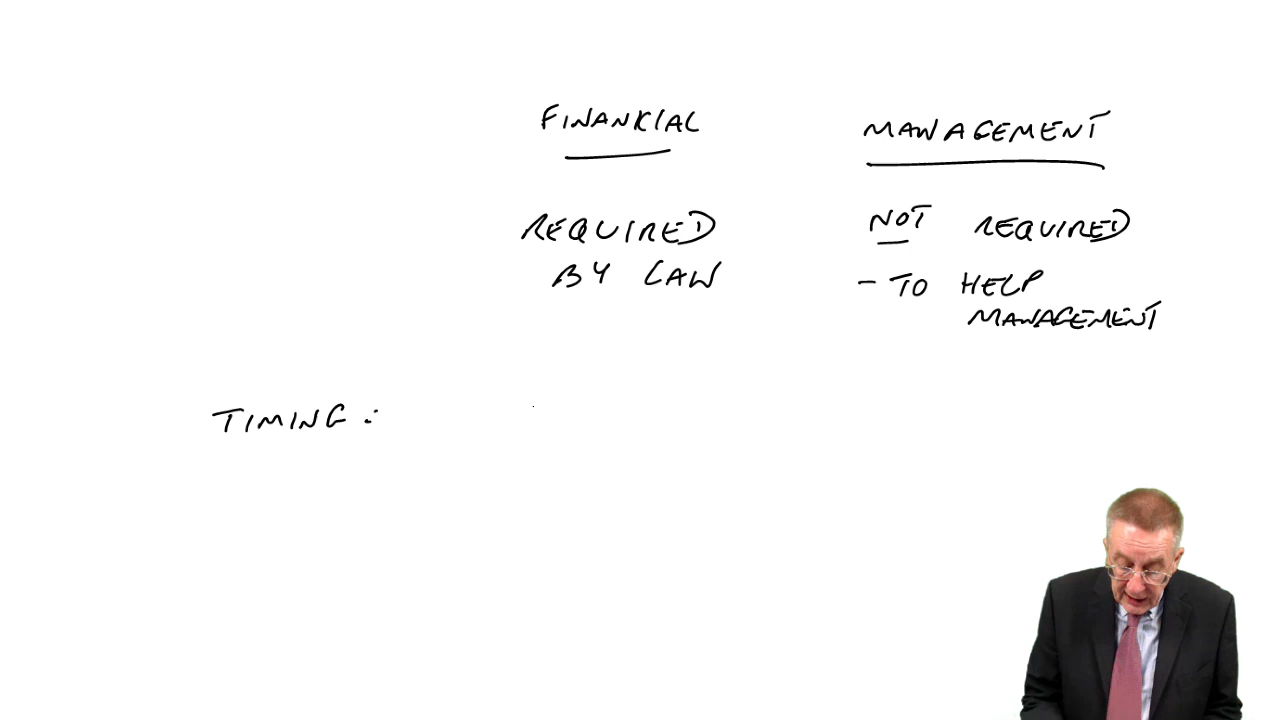 FINANCIAL
MANAGEMENT
REQUIRED
BY LAW
NOT REQUIRED
- TO HELP
MANAGEMENT
TIMING :